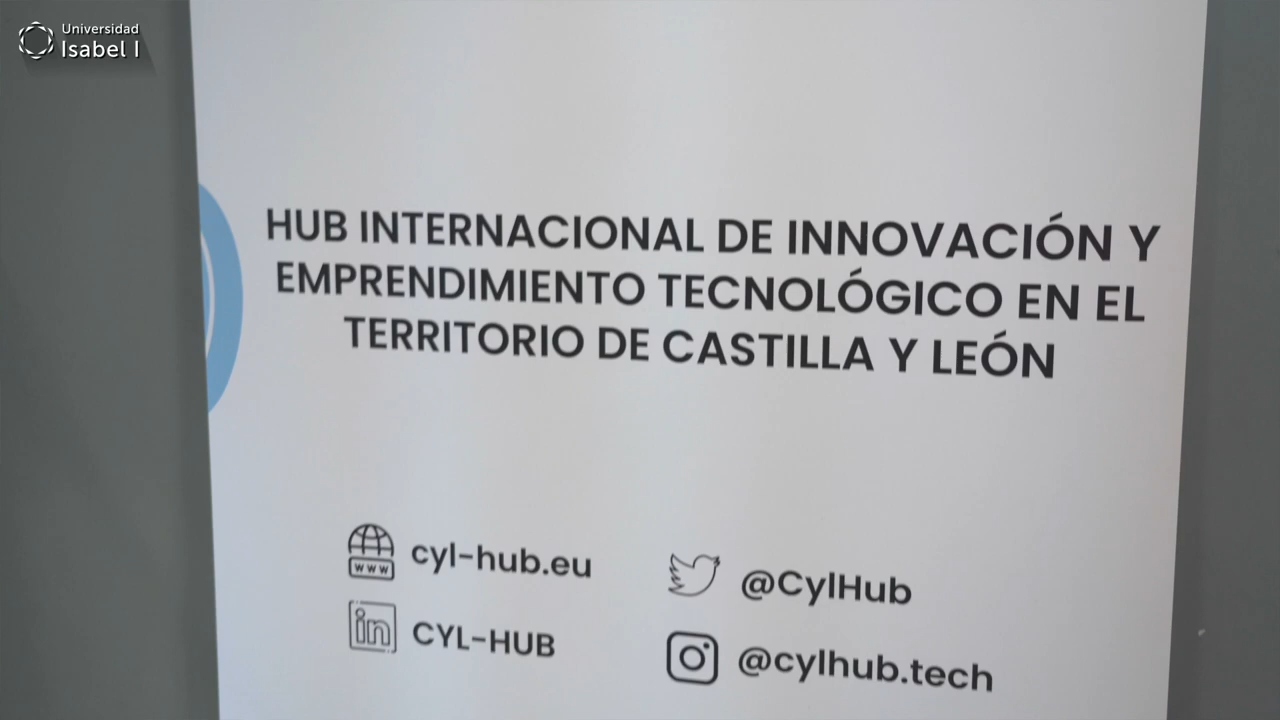 Universidad
Isabel I
HUB INTERNACIONAL DE INNOVACIÓN Y
EMPRENDIMIENTO TECNOLÓGICO EN EL
TERRITORIO DE CASTILLA Y LEÓN
www cyl-hub.eu
@CylHub
in CYL-HUB
@cylhub.tech